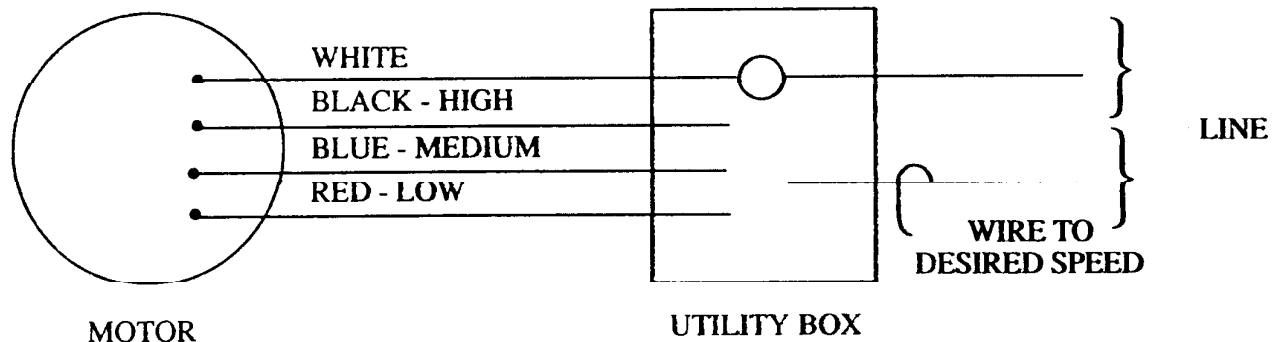 WHITE
BLACK - HIGH
BLUE - MEDIUM
RED - LOW
LINE
WIRE TO
DESIRED SPEED
MOTOR
UTILITY BOX